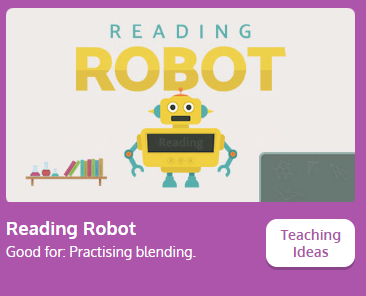 READING
ROBOT
Reading
Reading Robot
Good for: Practising blending.
Teaching
Ideas